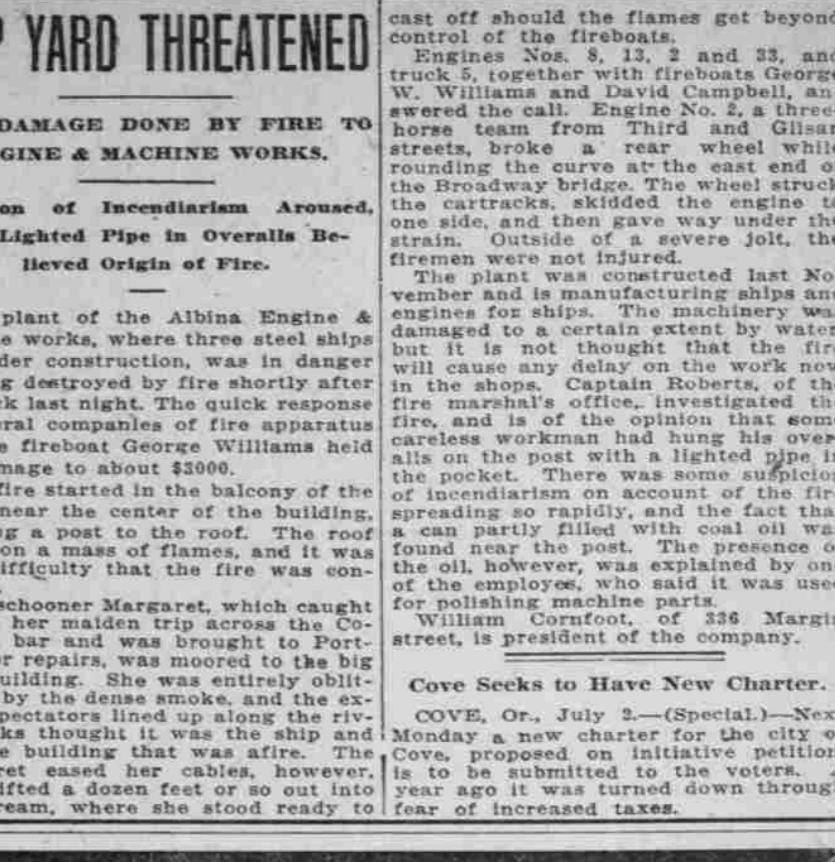 P YARD THREATENED
DAMAGE DONE BY FIRE TO
GINE & MACHINE WORKS.
on of Incendiarism Aroused,
Lighted Pipe in Overalls Be-
lieved Origin of Fire.
plant of the Albina Engine &
e works, where three steel ships
der construction, was in danger
g destroyed by fire shortly after
ck last night. The quick response
eral companies of fire apparatus
e fireboat George Williams held
mage to about $3000.
fire started in the balcony of the
near the center of the building,
ng a post to the roof. The roof
on a mass of flames, and it was
ifficulty that the fire was con-
schooner Margaret, which caught
her maiden trip across the Co-
bar and was brought to Port-
r repairs, was moored to the big
uilding. She was entirely oblit-
by the dense smoke, and the ex-
pectators lined up along the riv-
ks thought it was the ship and
e building that was afire. The
ret eased her cables, however,
ifted a dozen feet or so out into
ream, where she stood ready to
cast off should the flames get beyond
control of the fireboats.
Engines Nos. 8, 13, 2 and 33, and
truck 5, together with fireboats George
W. Williams and David Campbell, an-
swered the call. Engine No. 2, a three-
horse team from Third and Glisan
streets, broke a rear wheel while
rounding the curve at the east end of
the Broadway bridge. The wheel struck
the cartracks, skidded the engine to
one side, and then gave way under the
strain. Outside of a severe jolt, the
firemen were not injured.
The plant was constructed last No-
vember and is manufacturing ships and
engines for ships. The machinery was
damaged to a certain extent by water,
but it is not thought that the fire
will cause any delay on the work now
in the shops. Captain Roberts, of the
fire marshal's office, investigated the
fire, and is of the opinion that some
careless workman had hung his over-
alls on the post with a lighted pipe in
the pocket. There was some suspicion
of incendiarism on account of the fire
spreading so rapidly, and the fact that
a can partly filled with coal oil was
found near the post. The presence of
the oil, however, was explained by one
of the employes, who said it was used
for polishing machine parts.
William Cornfoot, of 336 Margin
street, is president of the company.
Cove Seeks to Have New Charter.
COVE, Or., July 2.—(Special.)—Next
Monday a new charter for the city of
Cove, proposed on initiative petition,
is to be submitted to the voters.
year ago it was turned down through
fear of increased taxes.